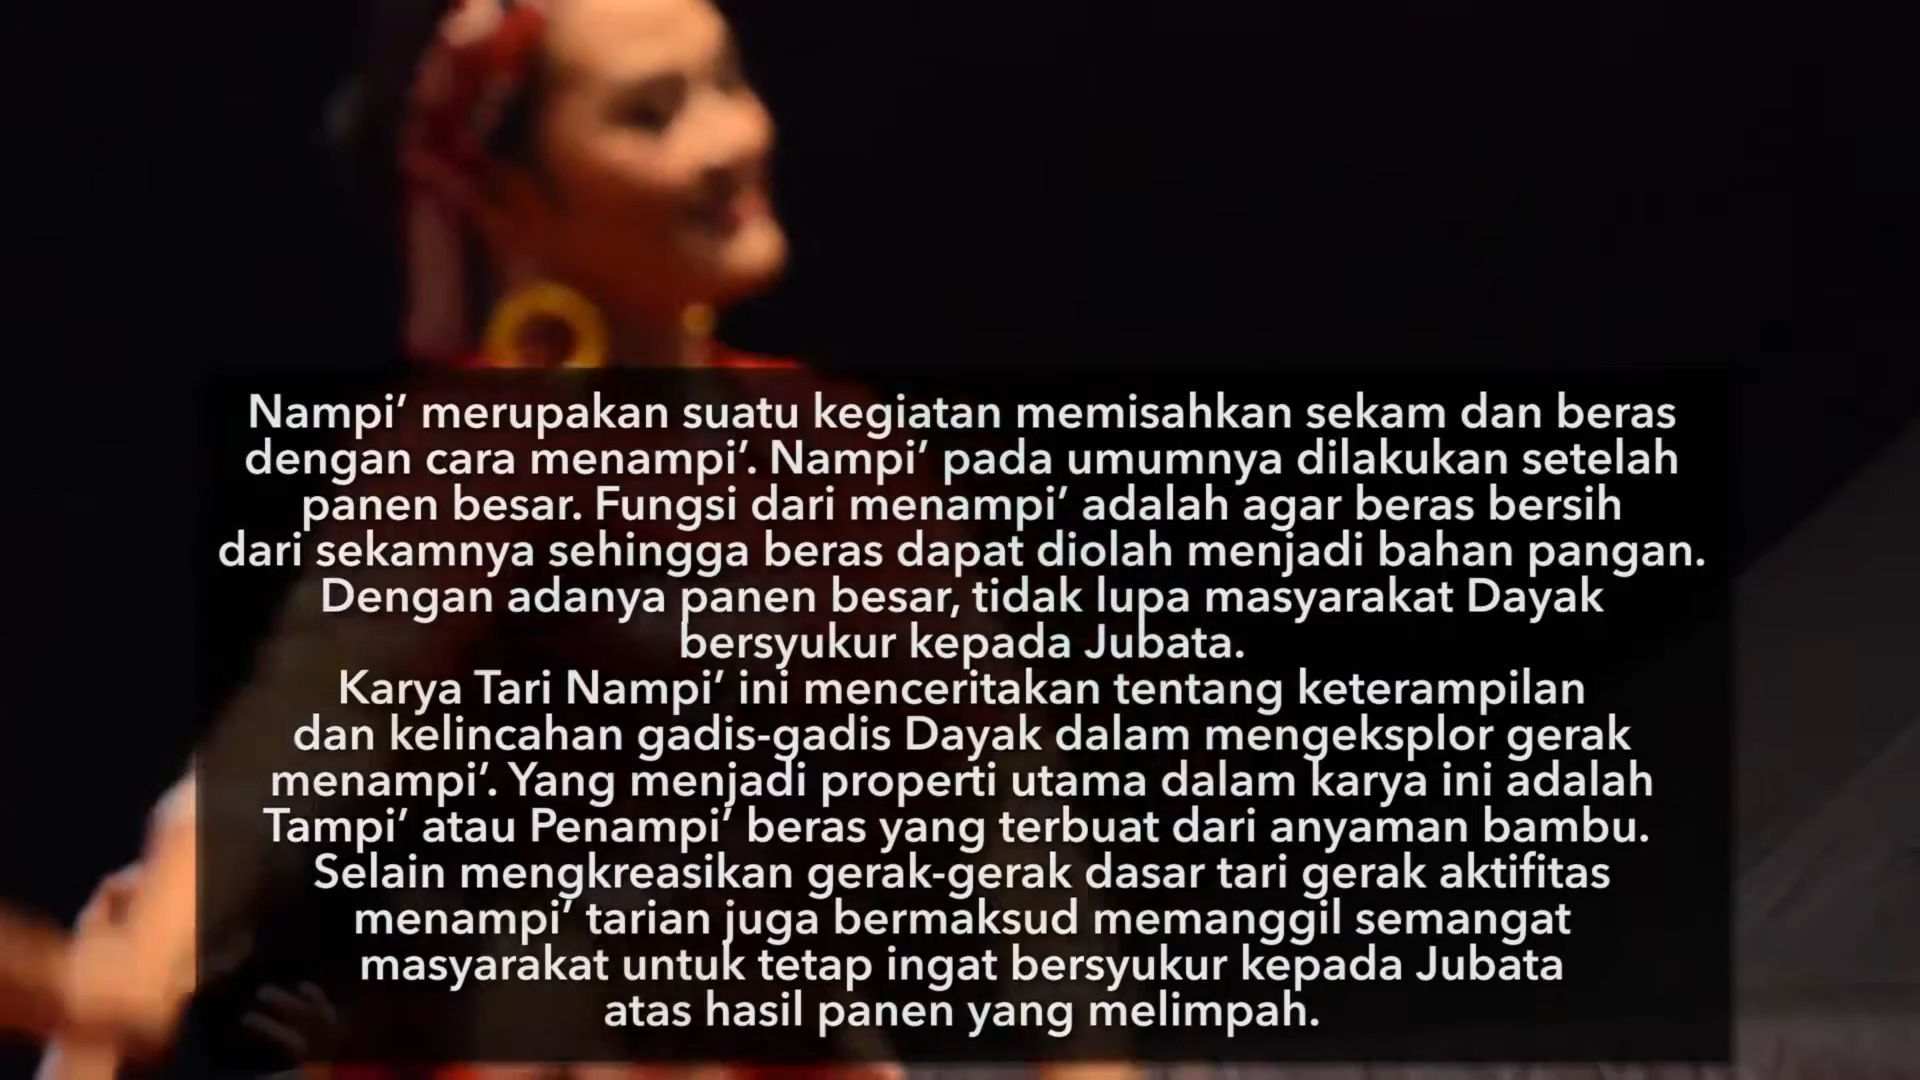 Nampi’ merupakan suatu kegiatan memisahkan sekam dan beras
dengan cara menampi’. Nampi’ pada umumnya dilakukan setelah
panen besar. Fungsi dari menampi’ adalah agar beras bersih
dari sekamnya sehingga beras dapat diolah menjadi bahan pangan.
Dengan adanya panen besar, tidak lupa masyarakat Dayak
bersyukur kepada Jubata.
Karya Tari Nampi’ ini menceritakan tentang keterampilan
dan kelincahan gadis-gadis Dayak dalam mengeksplor gerak
menampi’. Yang menjadi properti utama dalam karya ini adalah
Tampi’ atau Penampi’ beras yang terbuat dari anyaman bambu.
Selain mengkreasikan gerak-gerak dasar tari gerak aktifitas
menampi’ tarian juga bermaksud memanggil semangat
masyarakat untuk tetap ingat bersyukur kepada Jubata
atas hasil panen yang melimpah.